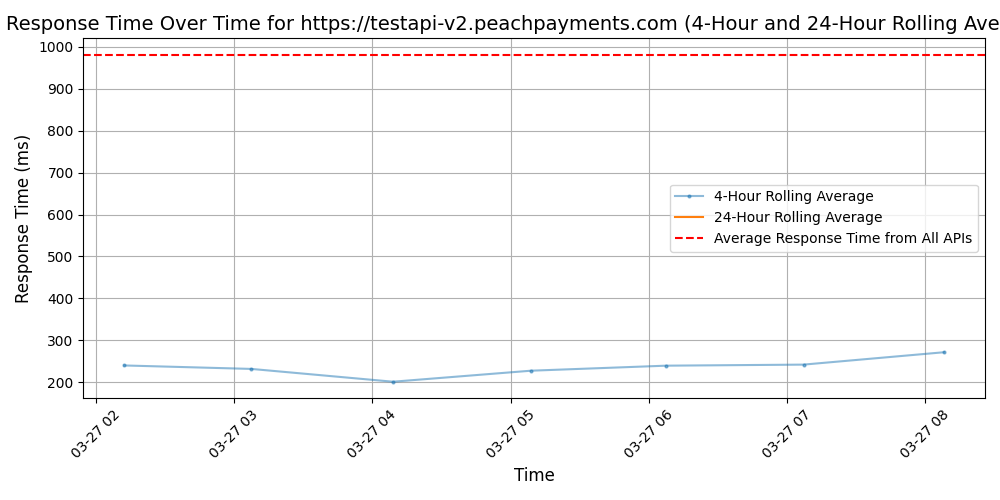 Response Time Over Time for https://testapi-v2.peachpayments.com (4-Hour and 24-Hour Rolling Ave
1000
900
800
700
600
500
400
300
200
Response Time (ms)
4-Hour Rolling Average
24-Hour Rolling Average
Average Response Time from All APIs
03-27 02
03-27 03
03-27 04
03-27 05
03-27 06
03-27 07
03-27 08
Time